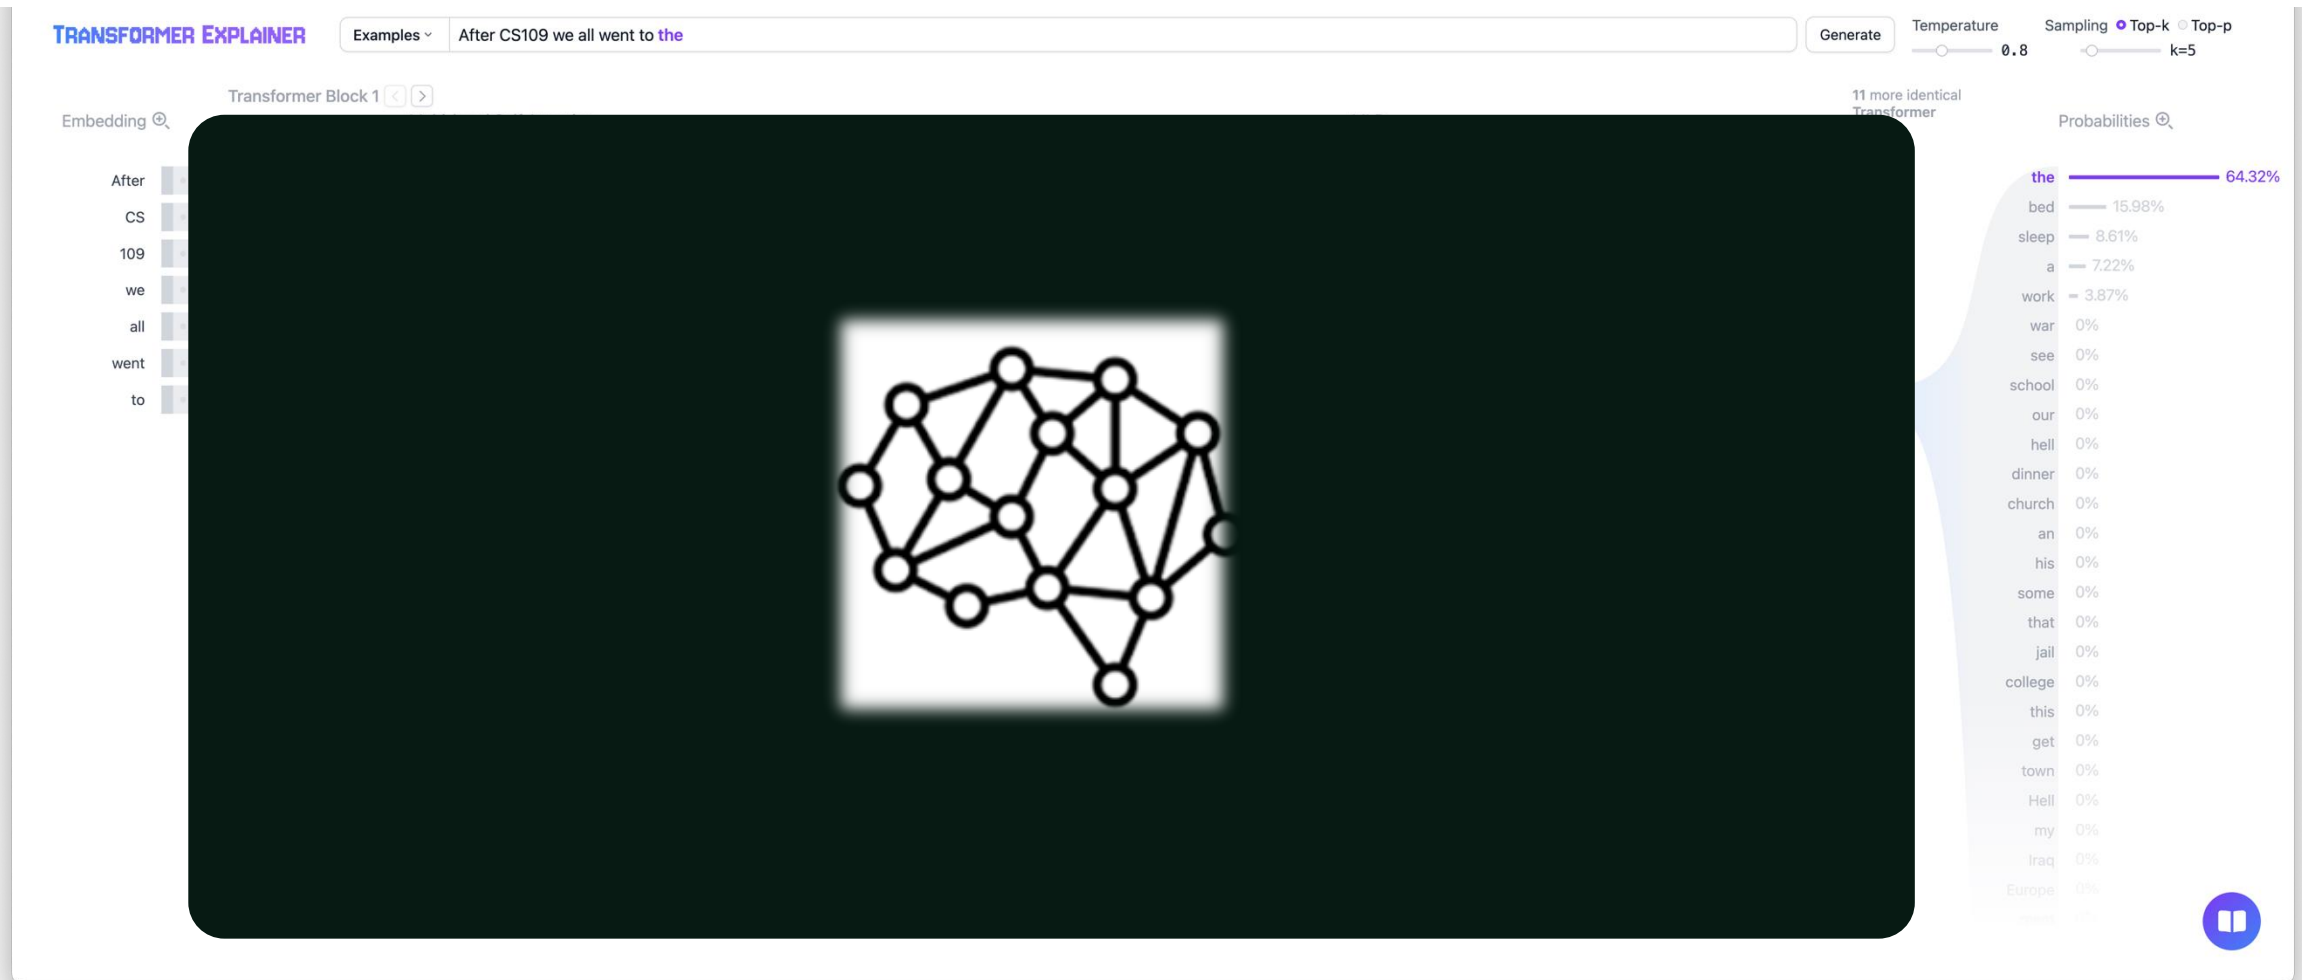 TRANSFORMER EXPLAINER
Examples
After CS109 we all went to the
Generate
Temperature
0.8
Sampling
Top-k
Top-p
k=5
Transformer Block 1
11 more identical
Transformer
Embedding
Probabilities
After
CS
109
we
all
went
to
the 64.32%
bed 15.98%
sleep 8.61%
a 7.22%
work 3.87%
war 0%
see 0%
school 0%
our 0%
hell 0%
dinner 0%
church 0%
an 0%
his 0%
some 0%
that 0%
jail 0%
college 0%
this 0%
get 0%
town 0%
Hell 0%
my 0%
Iraq 0%
Europe 0%